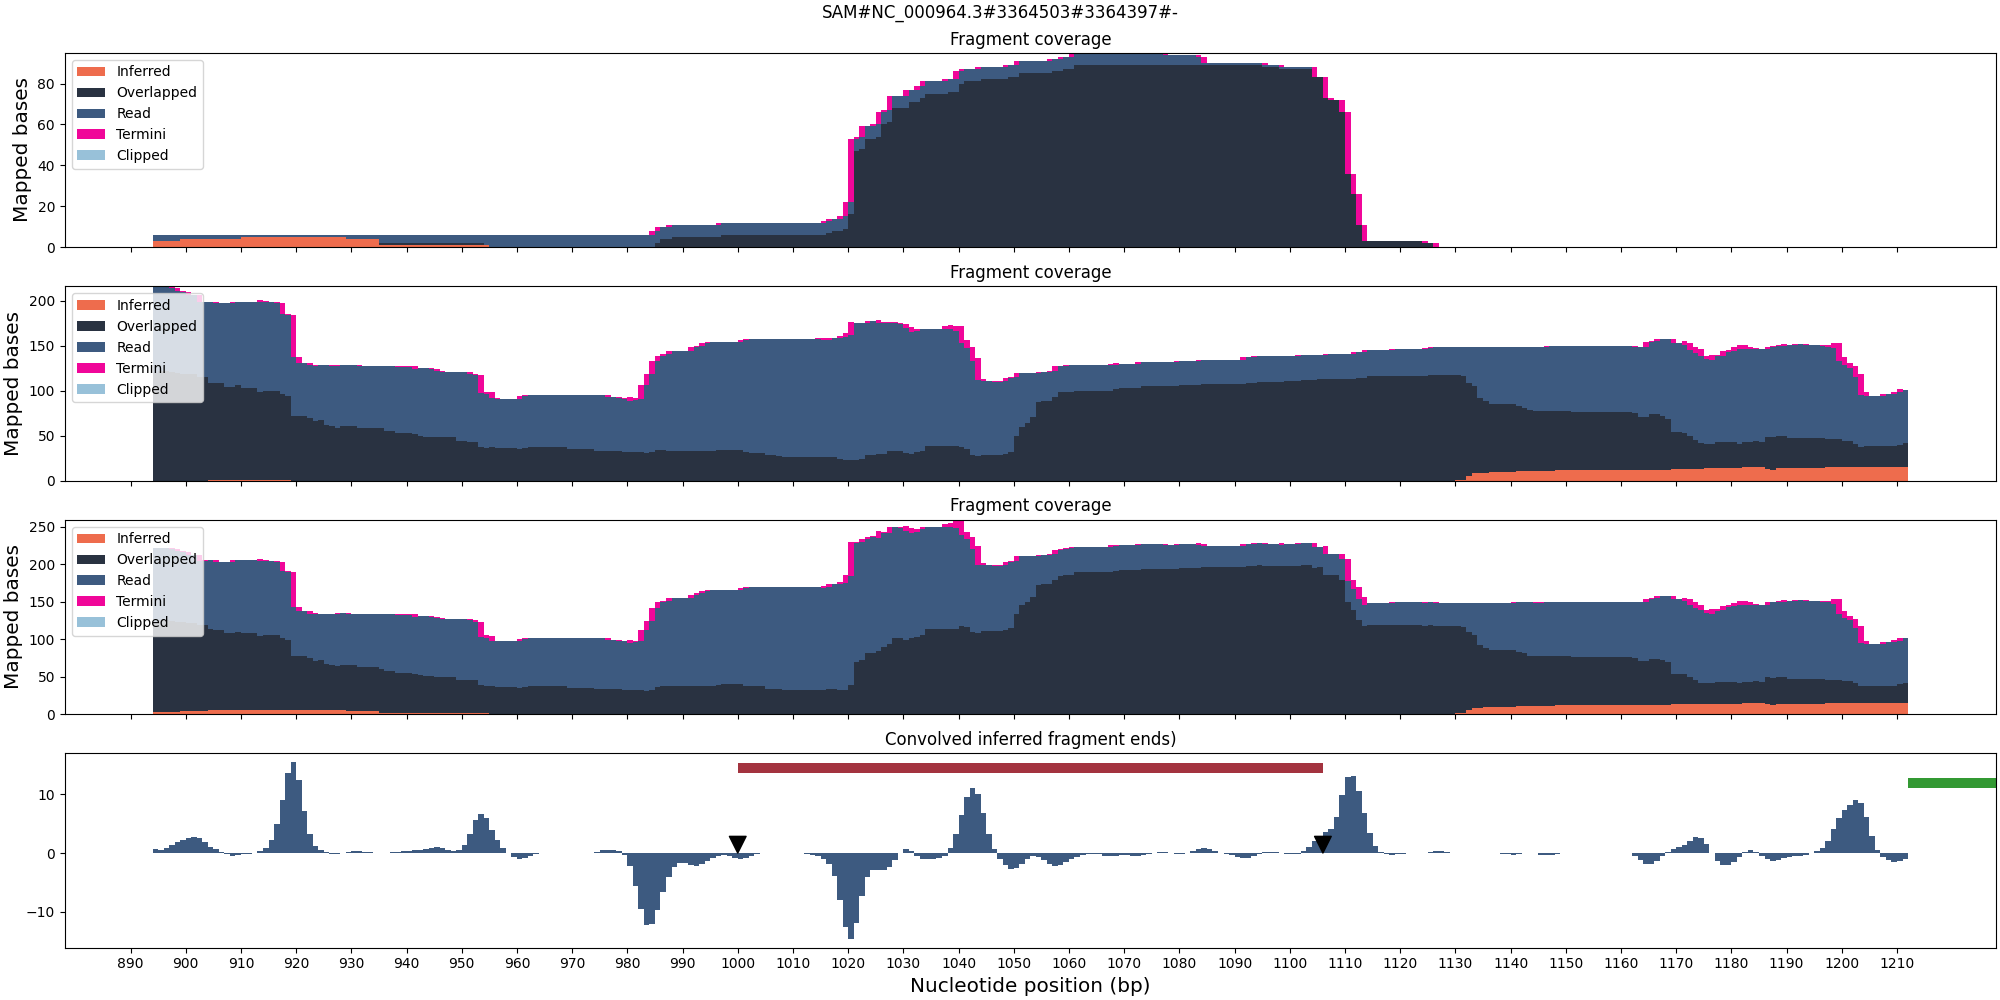 SAM#NC_000964.3#3364503#3364397#-
Fragment coverage
Mapped bases
80
60
40
20
0
Inferred
Overlapped
Read
Termini
Clipped
Fragment coverage
Mapped bases
200
150
100
50
0
Inferred
Overlapped
Read
Termini
Clipped
Fragment coverage
Mapped bases
250
200
150
100
50
0
Inferred
Overlapped
Read
Termini
Clipped
Convolved inferred fragment ends)
10
0
−10
890 900 910 920 930 940 950 960 970 980 990 1000 1010 1020 1030 1040 1050 1060 1070 1080 1090 1100 1110 1120 1130 1140 1150 1160 1170 1180 1190 1200 1210
Nucleotide position (bp)